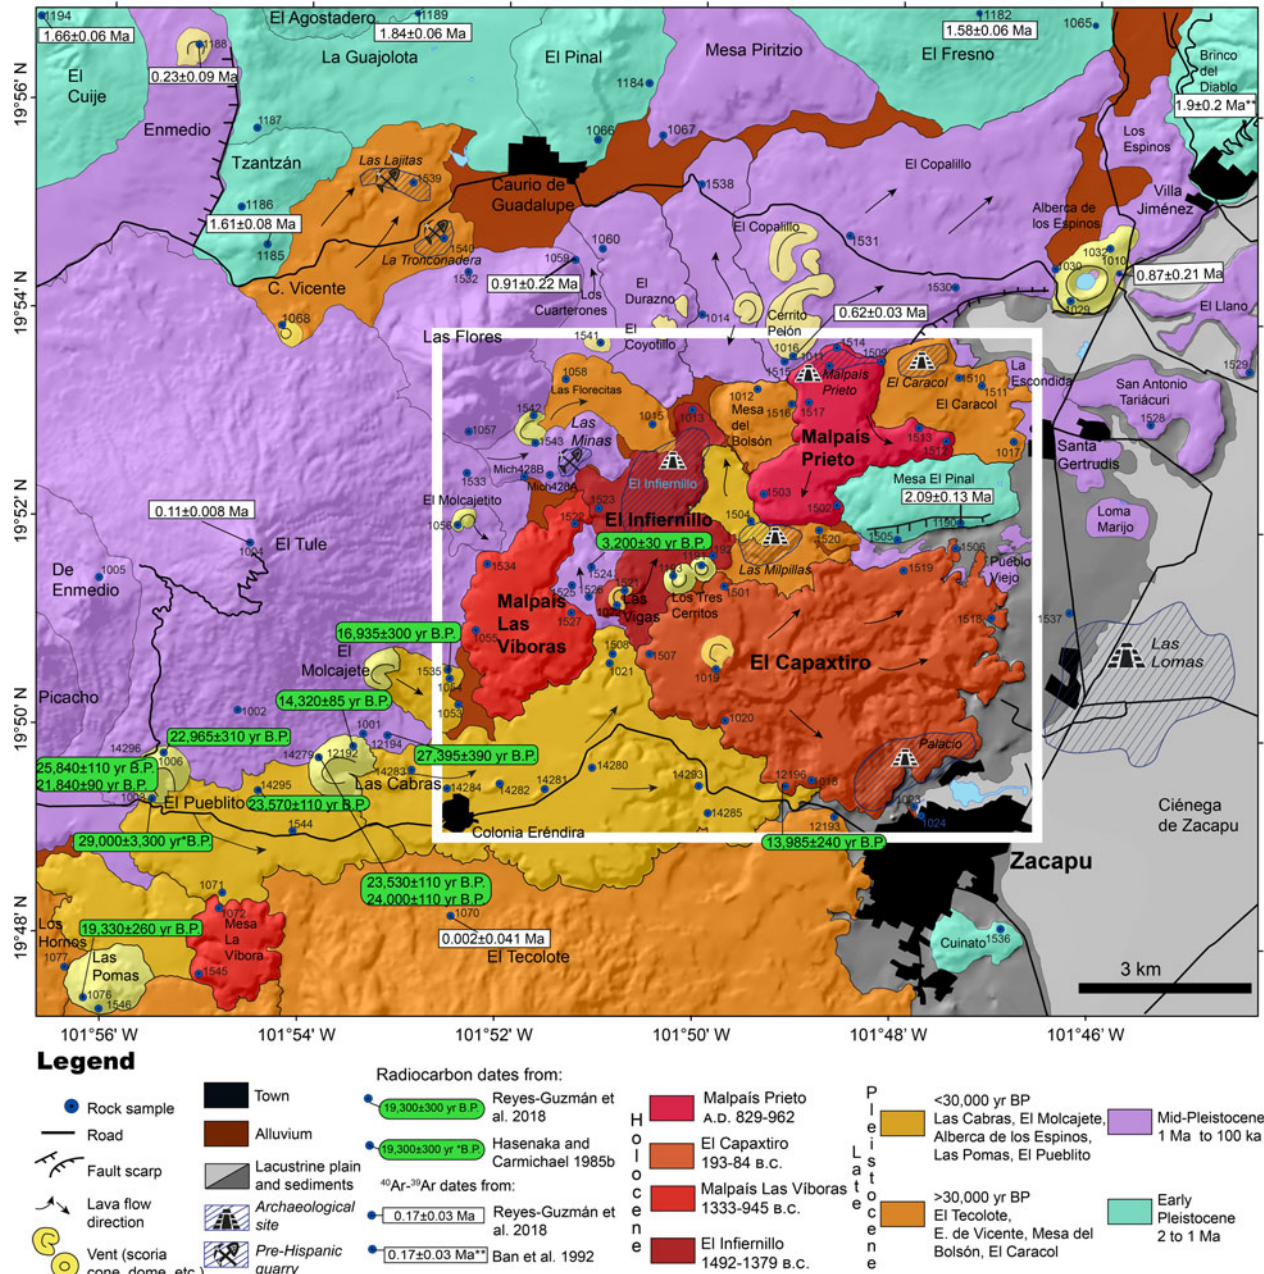 1194
1.66±0.06 Ma
El Agostadero
1189
1.84±0.06 Ma
1182
1.58±0.06 Ma
1065
1188
0.23±0.09 Ma
La Guajolota
El Pinal
Mesa Piritzio
El Fresno
Brinco
del
Diablo
1.9±0.2 Ma**
El
Cuije
1184
Enmedio
1187
1066
1067
Los
Espinos
Tzantzán
Las Lajitas
1539
Caurio de
Guadalupe
1538
El Copalillo
Villa
Jiménez
1186
1.61±0.08 Ma
1185
1540
La Tronconadera
1532
1060
1059
0.91±0.22 Ma
Los
Cuarterones
El Copalillo
1531
Alberca de
los Espinos
1032
1010
1030
1029
0.87±0.21 Ma
C. Vicente
1068
El
Durazno
1014
Cerrito
Pelón
1530
0.62±0.03 Ma
El Llano
Las Flores
1541
El
Coyotillo
1016
1011
1514
1509
1515
Malpaís
Prieto
El Caracol
1510
1511
El Caracol
La
Escondida
1529
1058
Las Florecitas
1012
Mesa
del
Bolsón
1516
1517
San Antonio
Tariácuri
1528
1542
1543
1057
Las
Minas
1015
1013
Malpaís
Prieto
1513
1512
1017
Santa
Gertrudis
Mich428B
Mich428A
1533
El Infiernillo
Mesa El Pinal
2.09±0.13 Ma
1190
El Molcajetito
1056
1523
1522
El Infiernillo
3,200±30 yr B.P.
1503
1502
1504
1520
1505
1506
Loma
Marijo
0.11±0.008 Ma
1004
El Tule
De
Enmedio
1005
1534
1524
1525
1526
1521
1022
1527
1193
1191
Las
Vigas
Los Tres
Cerritos
1501
Las Milpillas
1519
Pueblo
Viejo
1518
1537
Malpaís
Las
Víboras
1055
16,935±300 yr B.P.
El
Molcajete
1535
1054
1053
1508
1021
1507
1019
El Capaxtiro
Las
Lomas
Picacho
1002
14,320±85 yr B.P.
22,965±310 yr B.P.
14296
1006
25,840±110 yr B.P.
21,840±90 yr B.P.
1001
12194
12192
14279
14283
27,395±390 yr B.P.
1020
Palacio
El Pueblito
14295
23,570±110 yr B.P.
Las Cabras
14284
14282
14281
14280
14293
12196
1018
14285
12193
1023
1024
Ciénega
de Zacapu
1544
29,000±3,300 yr*B.P.
Colonia Eréndira
13,985±240 yr B.P
Zacapu
23,530±110 yr B.P.
24,000±110 yr B.P.
1071
1072
Mesa
La
Víbora
1545
1070
0.002±0.041 Ma
El Tecolote
Los
Hornos
1077
19,330±260 yr B.P.
Las
Pomas
1076
1546
Cuinato
1536
3 km
19°56' N
19°54' N
19°52' N
19°50' N
19°48' N
101°56' W
101°54' W
101°52' W
101°50' W
101°48' W
101°46' W
Legend
Rock sample
Road
Fault scarp
Lava flow
direction
Vent (scoria
cone, dome, etc.)
Town
Alluvium
Lacustrine plain
and sediments
Archaeological
site
Pre-Hispanic
quarry
Radiocarbon dates from:
19,300±300 yr B.P.
Reyes-Guzmán et
al. 2018
19,300±300 yr *B.P.
Hasenaka and
Carmichael 1985b
⁴⁰Ar-³⁹Ar dates from:
0.17±0.03 Ma
Reyes-Guzmán et
al. 2018
0.17±0.03 Ma**
Ban et al. 1992
Holocene
Malpaís Prieto
A.D. 829-962
El Capaxtiro
193-84 B.C.
Malpaís Las Víboras
1333-945 B.C.
El Infiernillo
1492-1379 B.C.
Late
Pleistocene
<30,000 yr BP
Las Cabras, El Molcajete,
Alberca de los Espinos,
Las Pomas, El Pueblito
>30,000 yr BP
El Tecolote,
E. de Vicente, Mesa del
Bolsón, El Caracol
Mid-Pleistocene
1 Ma to 100 ka
Early
Pleistocene
2 to 1 Ma